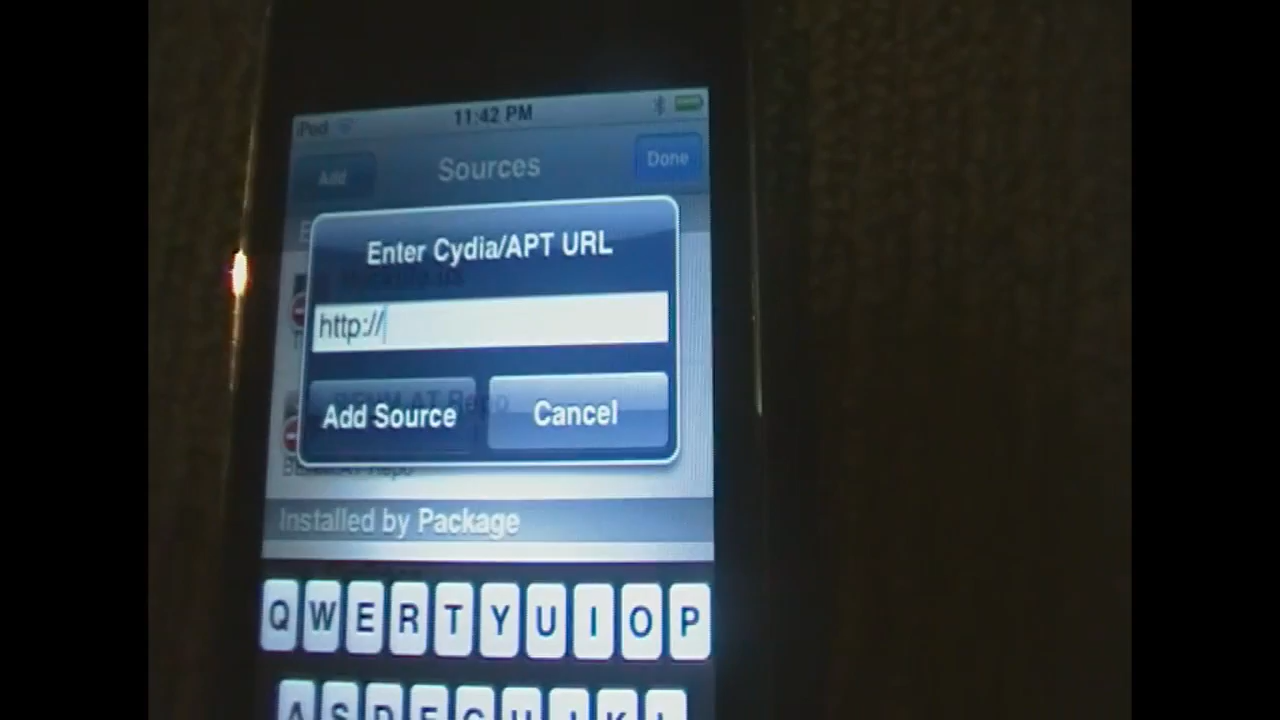 iPod 11:42 PM
Add Sources Done
Enter Cydia/APT URL
http://
Add Source Cancel
Installed by Package
Q W E R T Y U I O P
A S D F G H J K L